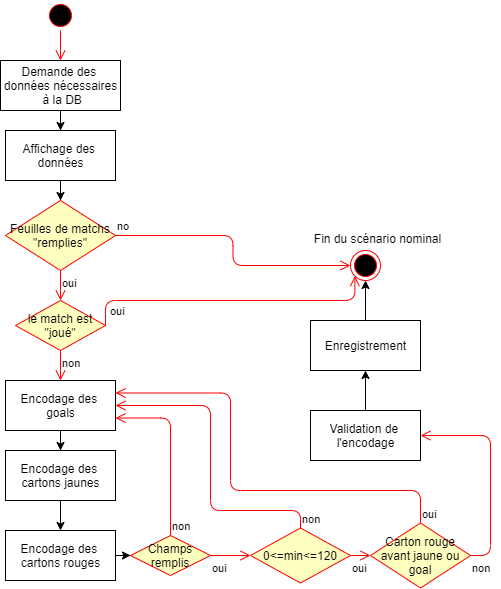 Demande des
données nécessaires
à la DB
Affichage des
données
Feuilles de matchs
"remplies"
no
Fin du scénario nominal
oui
le match est
"joué"
oui
non
Enregistrement
Encodage des
goals
Validation de
l'encodage
Encodage des
cartons jaunes
Encodage des
cartons rouges
Champs
remplis
non
oui
0<=min<=120
non
oui
Carton rouge
avant jaune ou
goal
oui
non